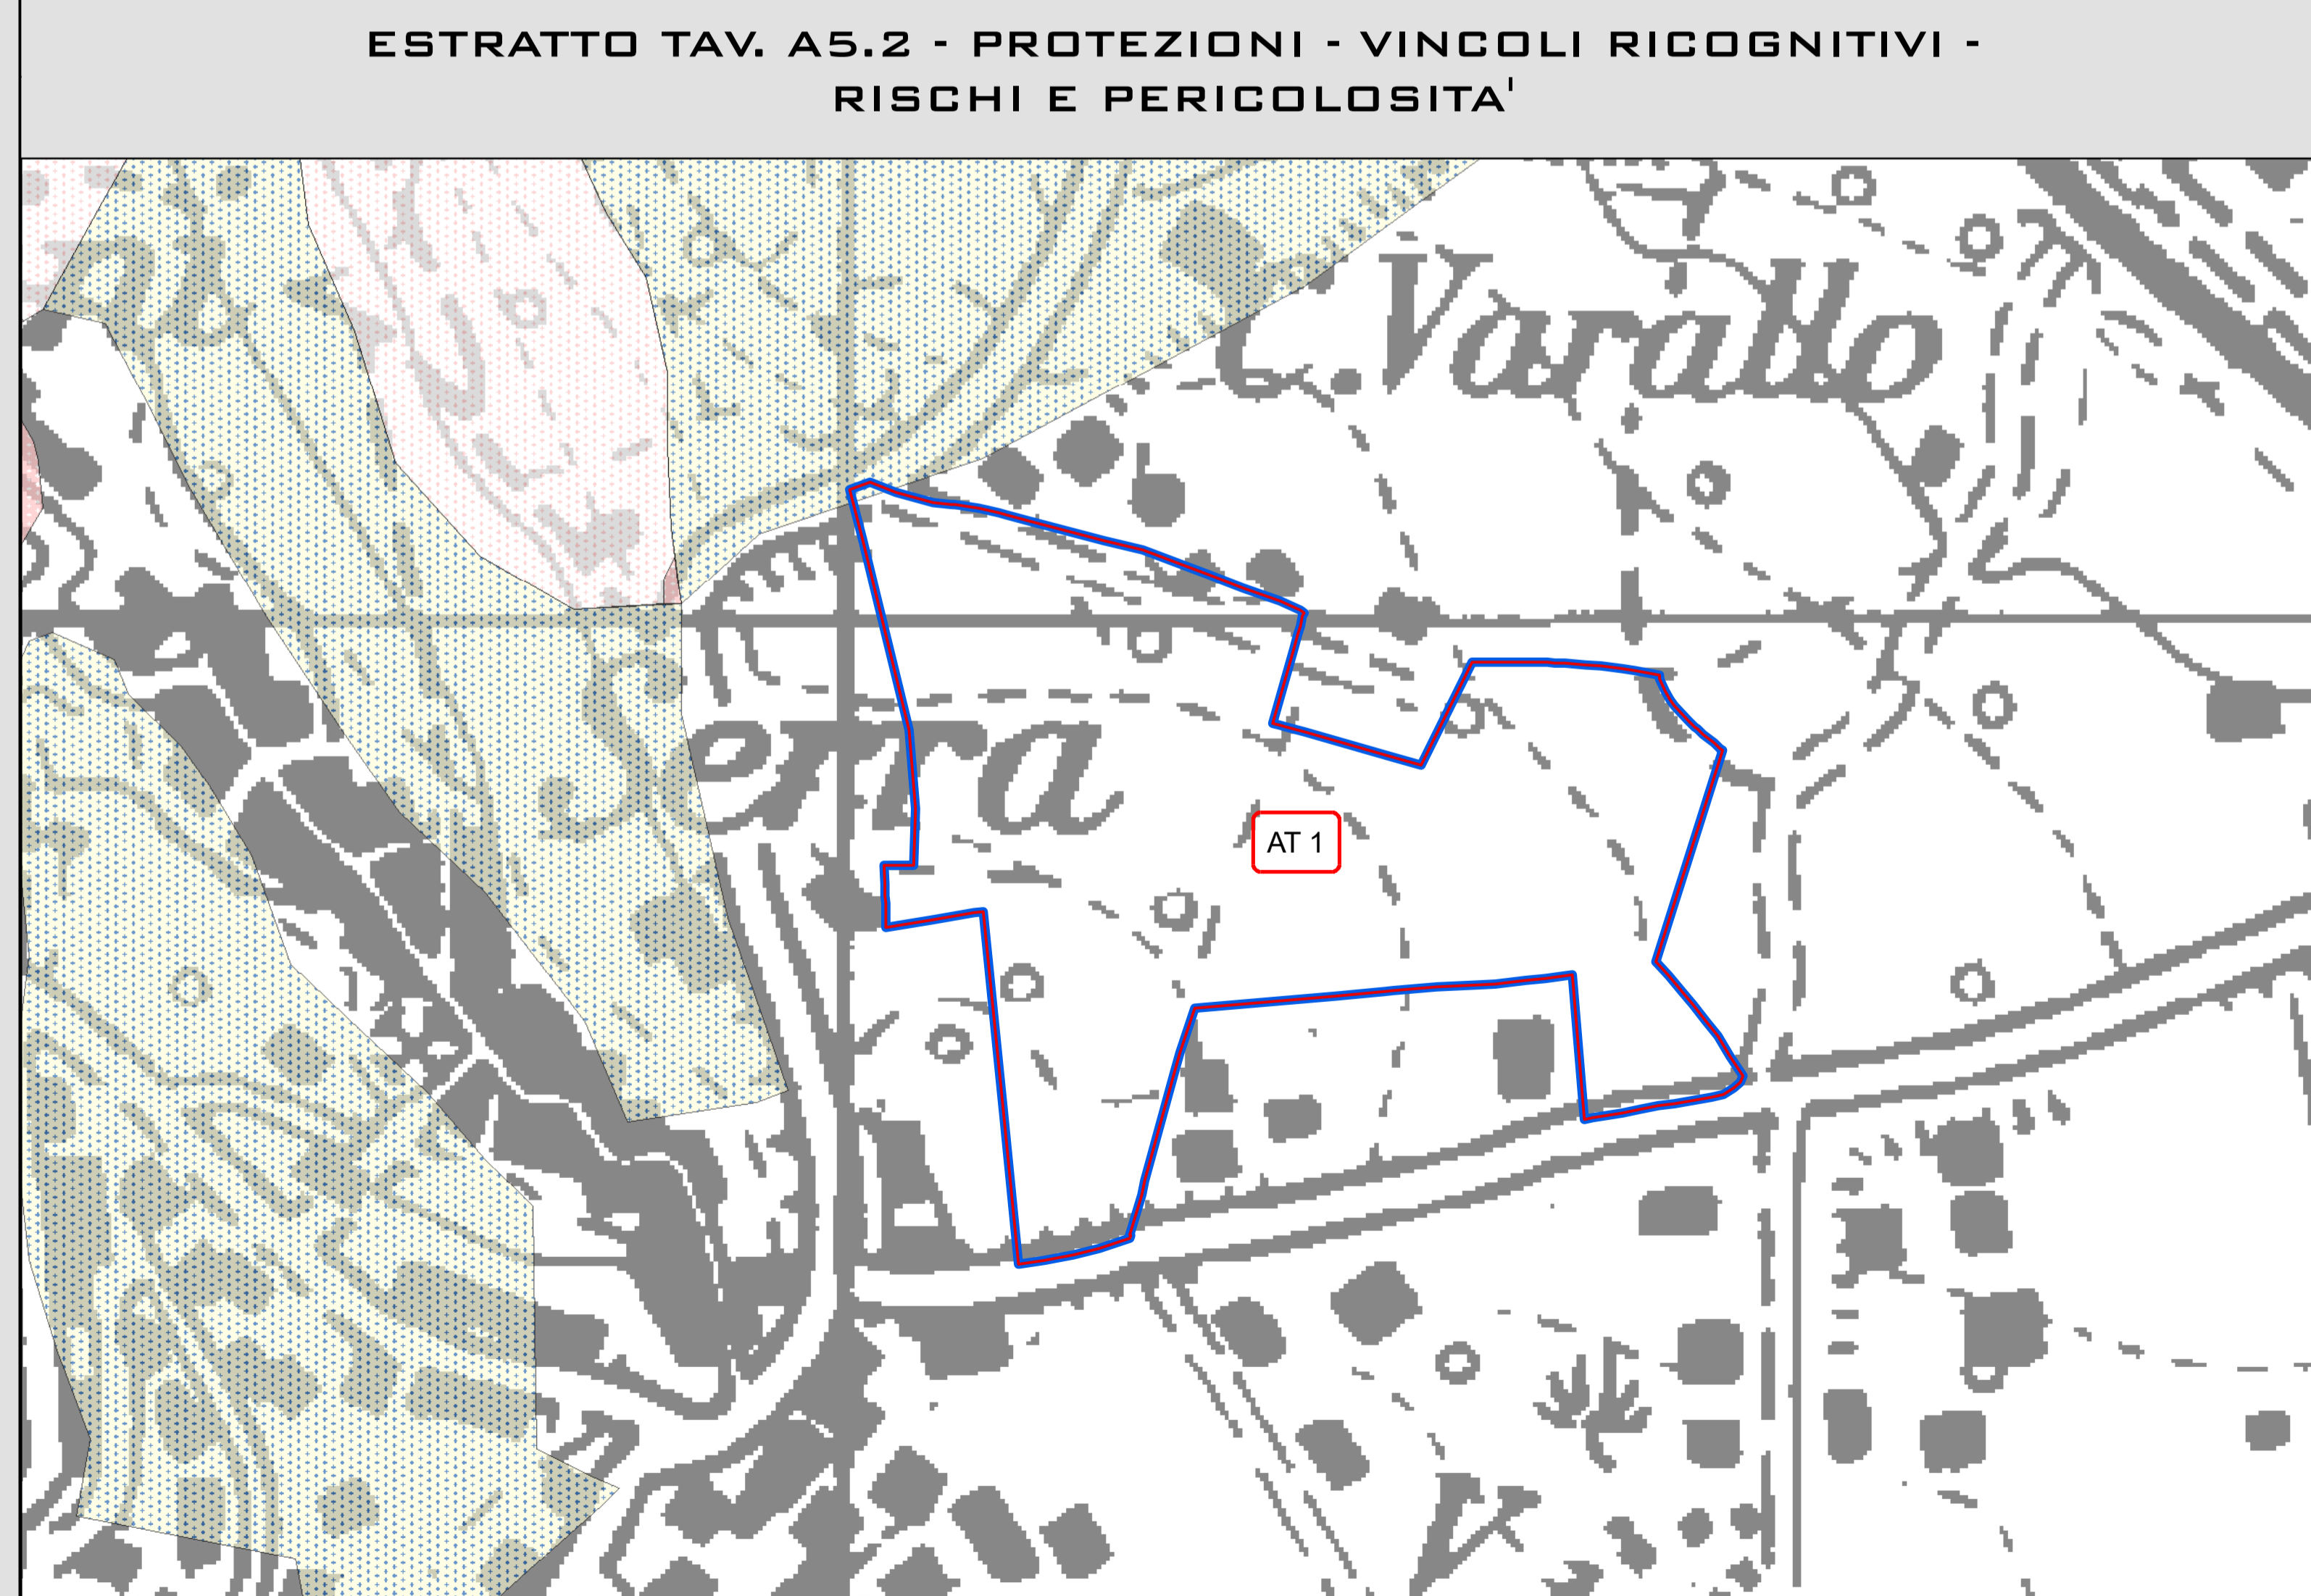 ESTRATTO TAV. A5.2 - PROTEZIONI - VINCOLI RICOGNITIVI -
RISCHI E PERICOLOSITA'
C. Varallo
Serra
AT 1